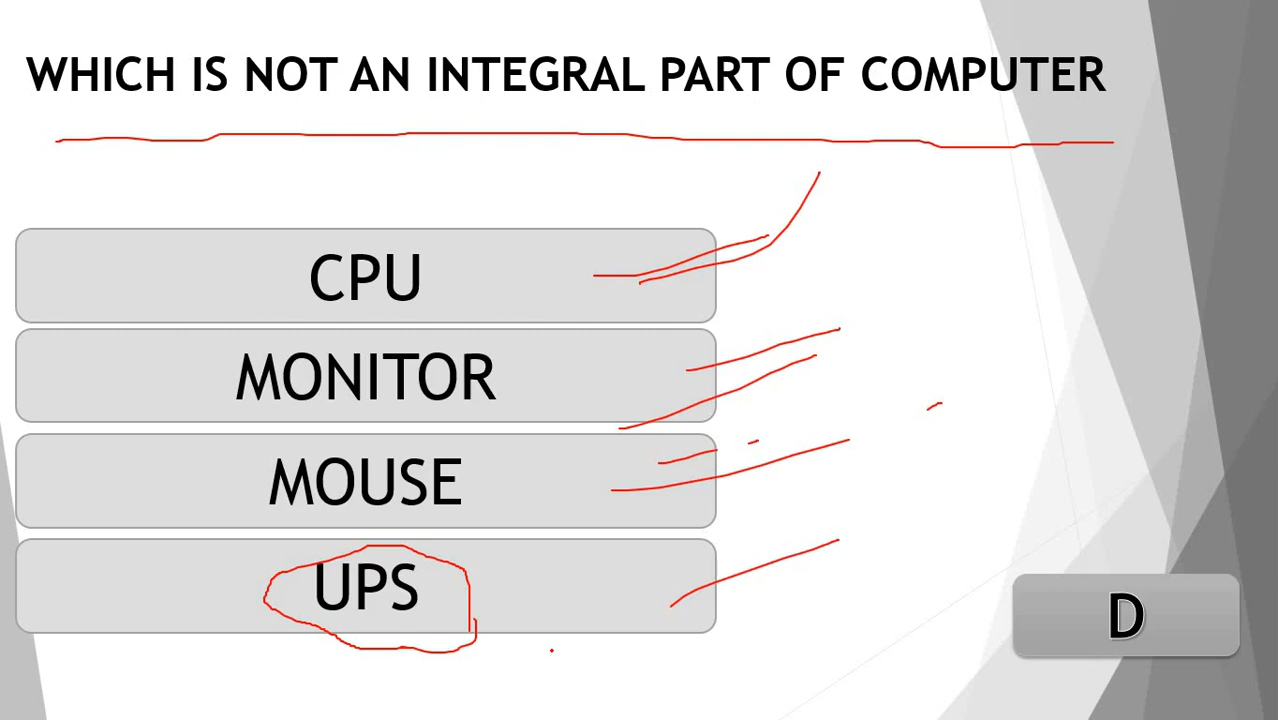 WHICH IS NOT AN INTEGRAL PART OF COMPUTER
CPU
MONITOR
MOUSE
UPS
D